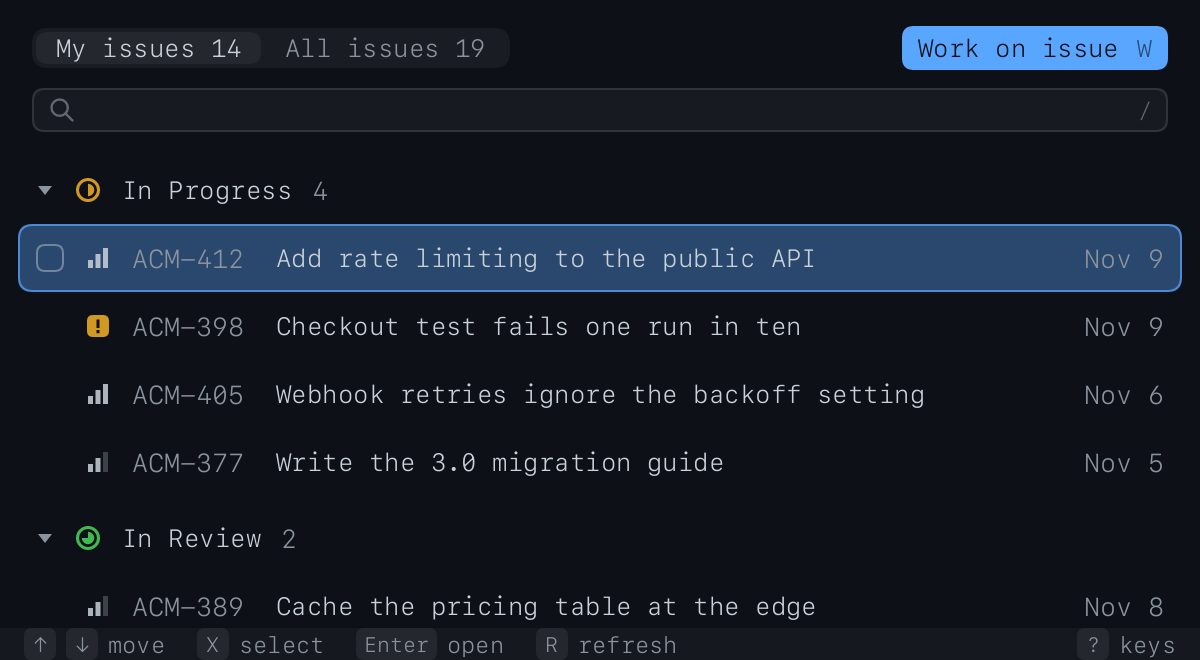 My issues 14 All issues 19 Work on issue W
/
In Progress 4
ACM-412 Add rate limiting to the public API Nov 9
ACM-398 Checkout test fails one run in ten Nov 9
ACM-405 Webhook retries ignore the backoff setting Nov 6
ACM-377 Write the 3.0 migration guide Nov 5
In Review 2
ACM-389 Cache the pricing table at the edge Nov 8
↑ ↓ move X select Enter open R refresh ? keys